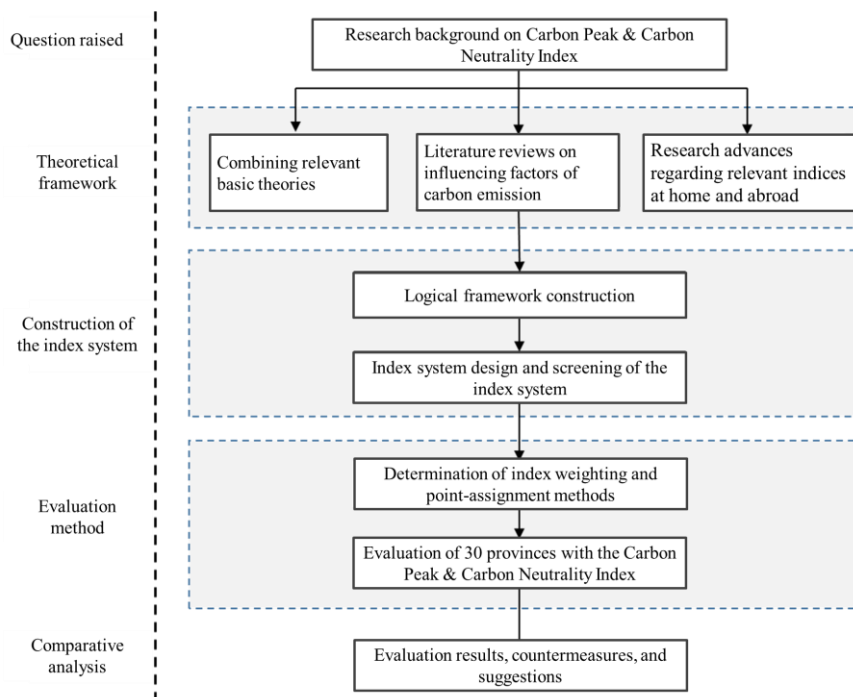 Question raised
Research background on Carbon Peak & Carbon
Neutrality Index
Theoretical
framework
Combining relevant
basic theories
Literature reviews on
influencing factors of
carbon emission
Research advances
regarding relevant indices
at home and abroad
Construction of
the index system
Logical framework construction
Index system design and screening of the
index system
Evaluation
method
Determination of index weighting and
point-assignment methods
Evaluation of 30 provinces with the Carbon
Peak & Carbon Neutrality Index
Comparative
analysis
Evaluation results, countermeasures, and
suggestions